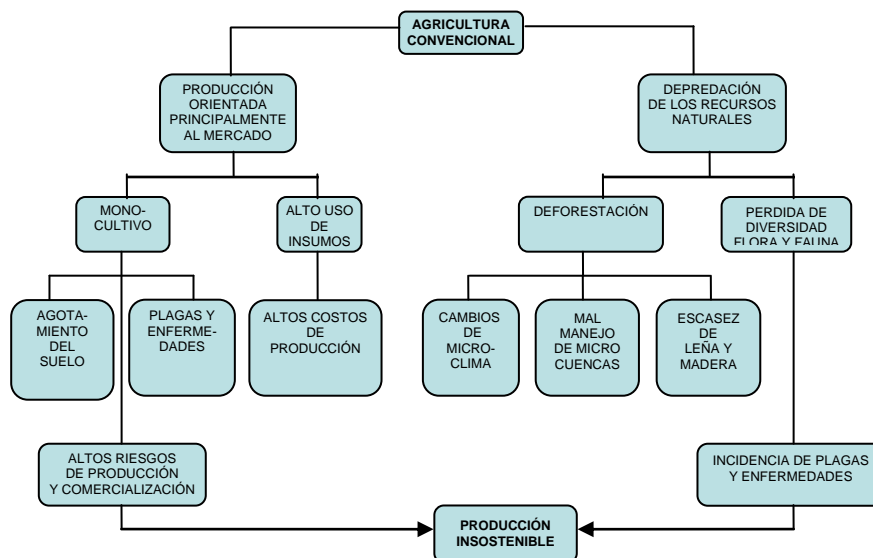 AGRICULTURA
CONVENCIONAL
PRODUCCIÓN
ORIENTADA
PRINCIPALMENTE
AL MERCADO
DEPREDACIÓN
DE LOS RECURSOS
NATURALES
MONO-
CULTIVO
ALTO USO
DE
INSUMOS
DEFORESTACIÓN
PERDIDA DE
DIVERSIDAD
FLORA Y FAUNA
AGOTA-
MIENTO
DEL
SUELO
PLAGAS Y
ENFERME-
DADES
ALTOS COSTOS
DE
PRODUCCIÓN
CAMBIOS
DE
MICRO-
CLIMA
MAL
MANEJO
DE MICRO
CUENCAS
ESCASEZ
DE
LEÑA Y
MADERA
ALTOS RIESGOS
DE PRODUCCIÓN
Y COMERCIALIZACIÓN
INCIDENCIA DE PLAGAS
Y ENFERMEDADES
PRODUCCIÓN
INSOSTENIBLE